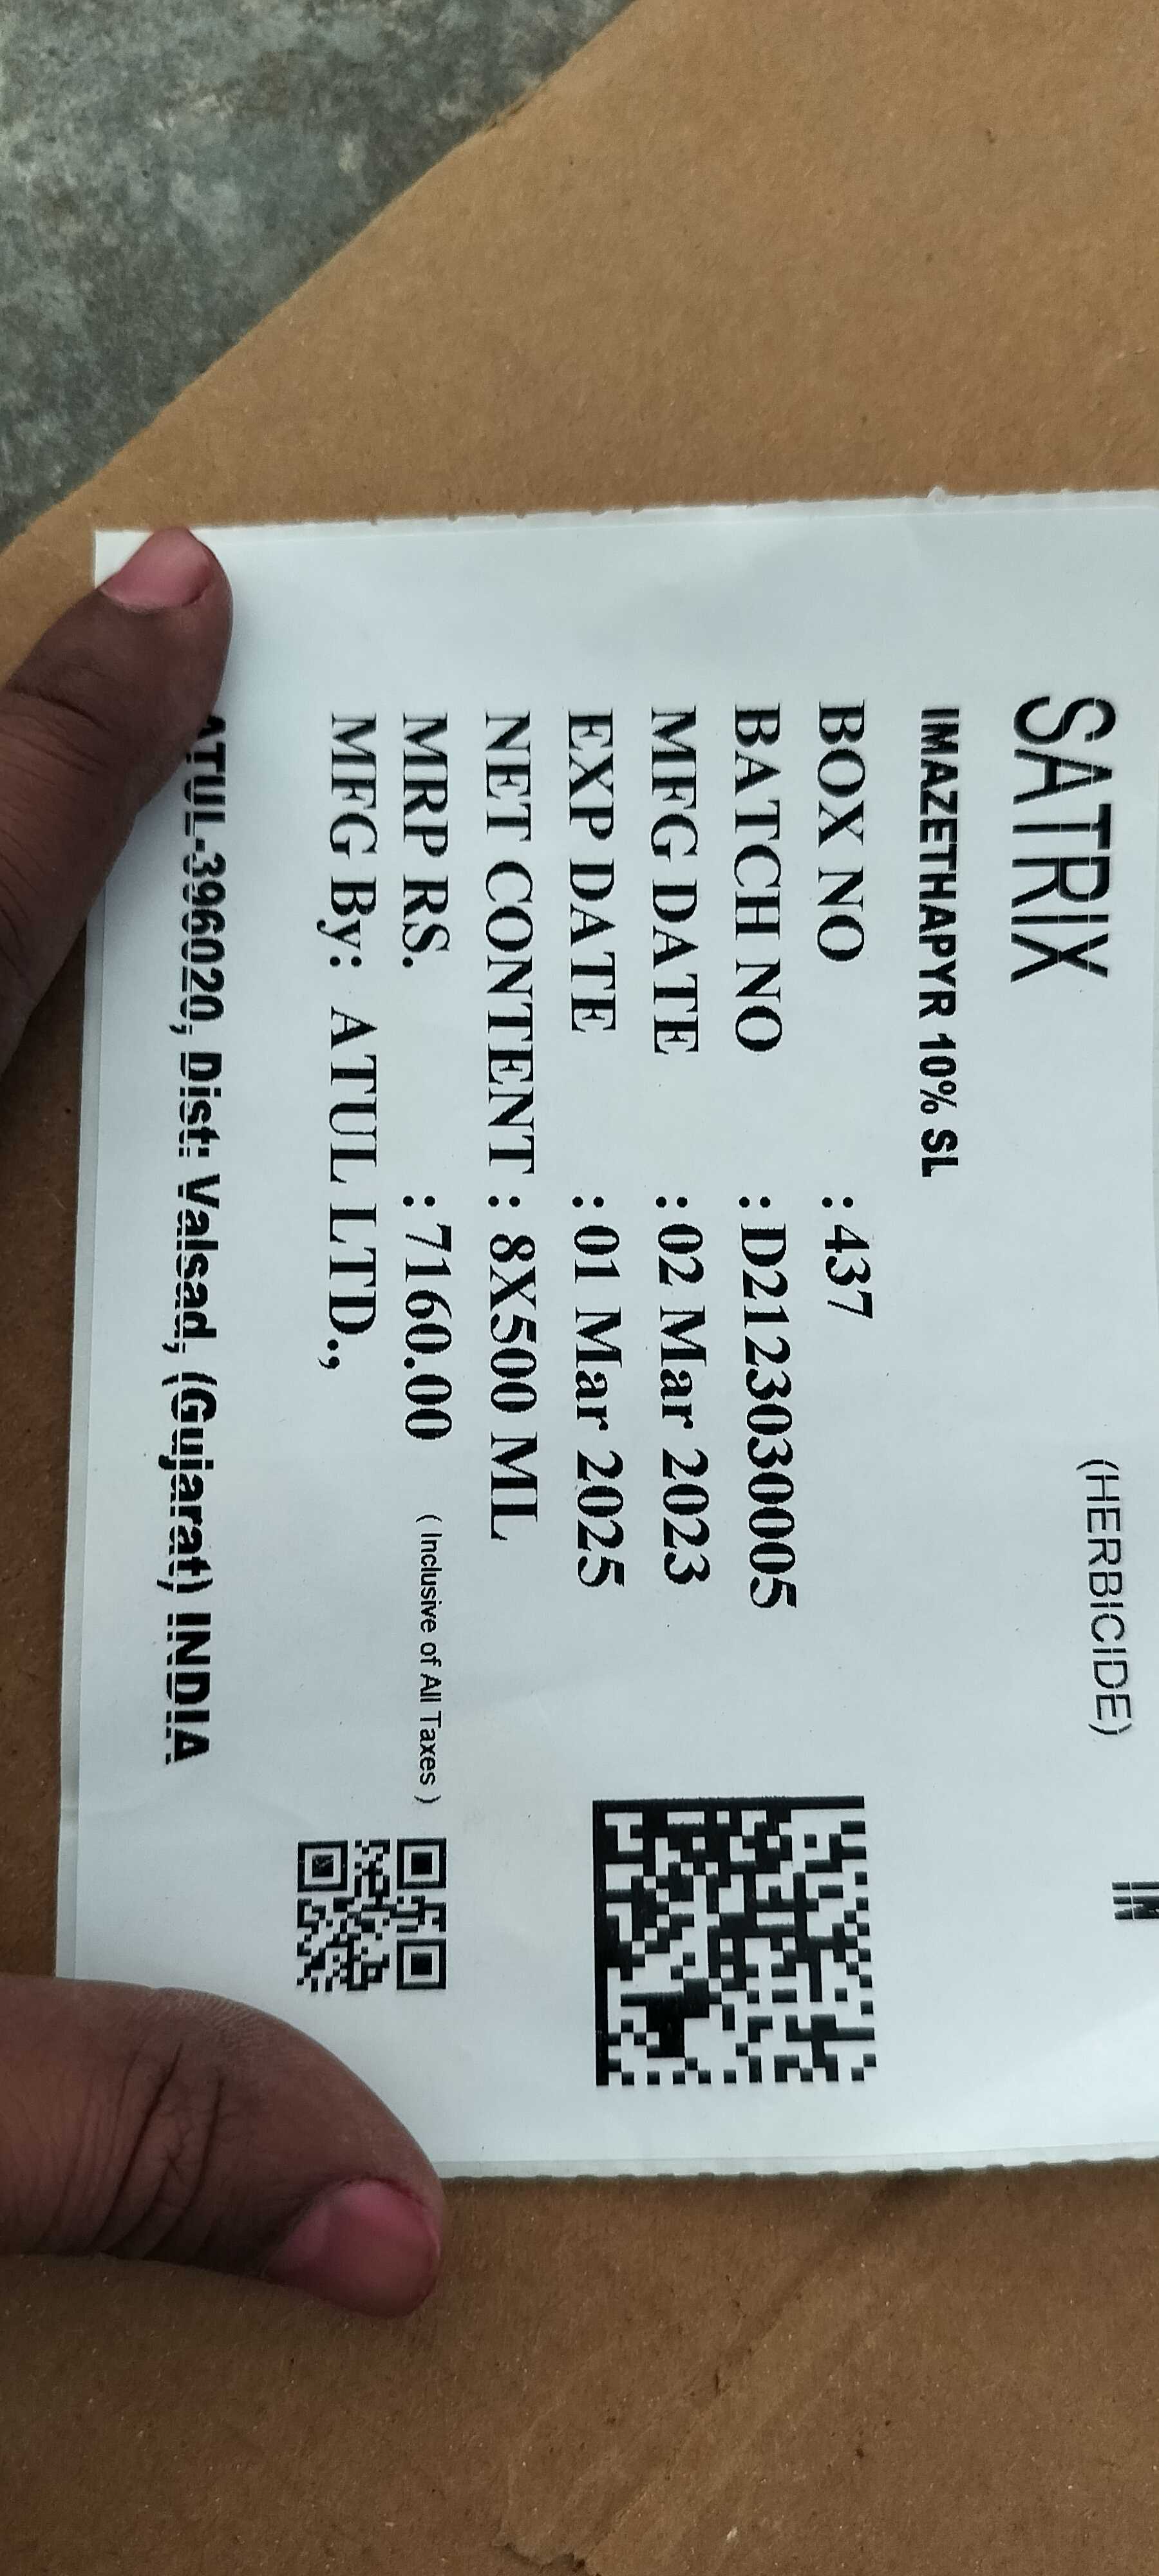 SATRIX
(HERBICIDE)
IMAZETHAPYR 10% SL
BOX NO : 437
BATCH NO : D212303005
MFG DATE : 02 Mar 2023
EXP DATE : 01 Mar 2025
NET CONTENT : 8X500 ML
MRP RS. : 7160.00 ( Inclusive of All Taxes )
MFG By: ATUL LTD.,
ATUL-396020, Dist: Valsad, (Gujarat) INDIA